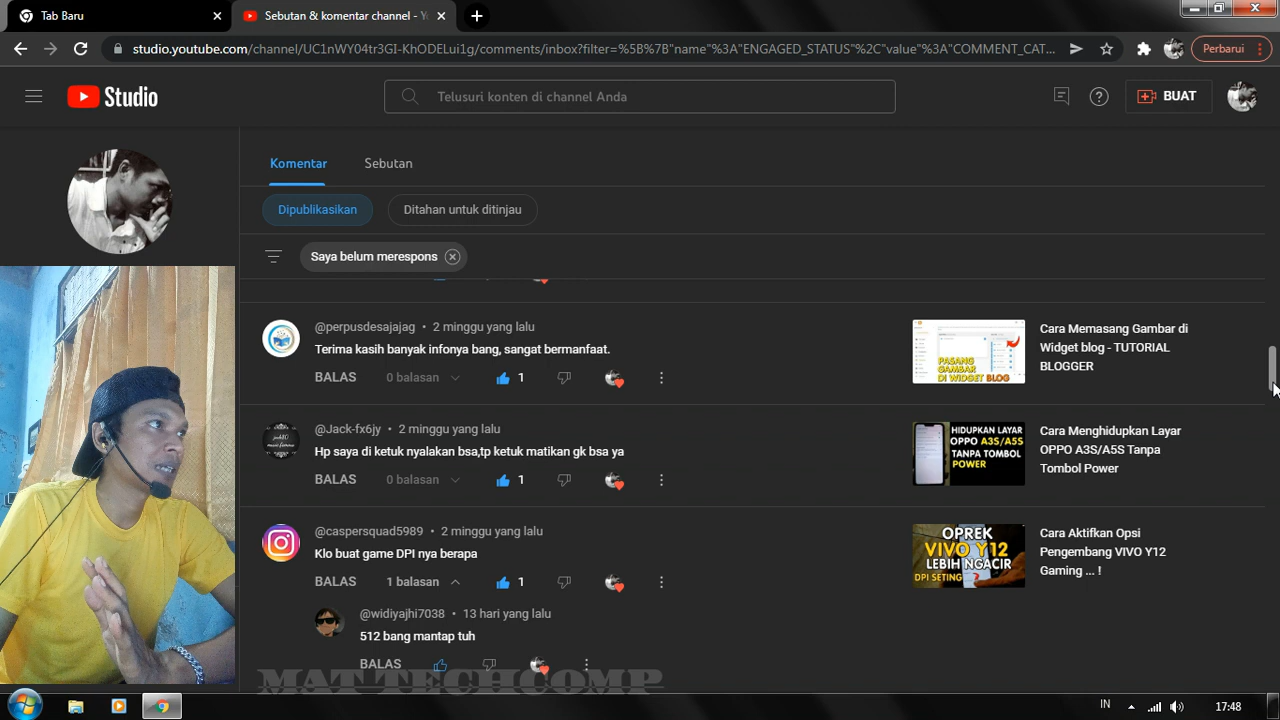 Tab Baru
Sebutan & komentar channel - Yo
studio.youtube.com/channel/UC1nWY04tr3GI-KhODELui1g/comments/inbox?filter=%5B%7B"name"%3A"ENGAGED_STATUS"%2C"value"%3A"COMMENT_CAT...
Perbarui
Studio
Telusuri konten di channel Anda
BUAT
Komentar
Sebutan
Dipublikasikan
Ditahan untuk ditinjau
Saya belum merespons
@perpusdesajajag • 2 minggu yang lalu
Terima kasih banyak infonya bang, sangat bermanfaat.
BALAS 0 balasan 1
PASANG
GAMBAR
DI WIDGET BLOG
Cara Memasang Gambar di
Widget blog - TUTORIAL
BLOGGER
@Jack-fx6jy • 2 minggu yang lalu
Hp saya di ketuk nyalakan bsa,tp ketuk matikan gk bsa ya
BALAS 0 balasan 1
HIDUPKAN LAYAR
OPPO A3S/A5S
TANPA TOMBOL
POWER
Cara Menghidupkan Layar
OPPO A3S/A5S Tanpa
Tombol Power
@caspersquad5989 • 2 minggu yang lalu
Klo buat game DPI nya berapa
BALAS 1 balasan 1
OPREK
VIVO Y12
LEBIH NGACIR
DPI SETING ?
Cara Aktifkan Opsi
Pengembang VIVO Y12
Gaming ... !
@widiyajhi7038 • 13 hari yang lalu
512 bang mantap tuh
BALAS
MAT TECHCOMP
IN
17:48